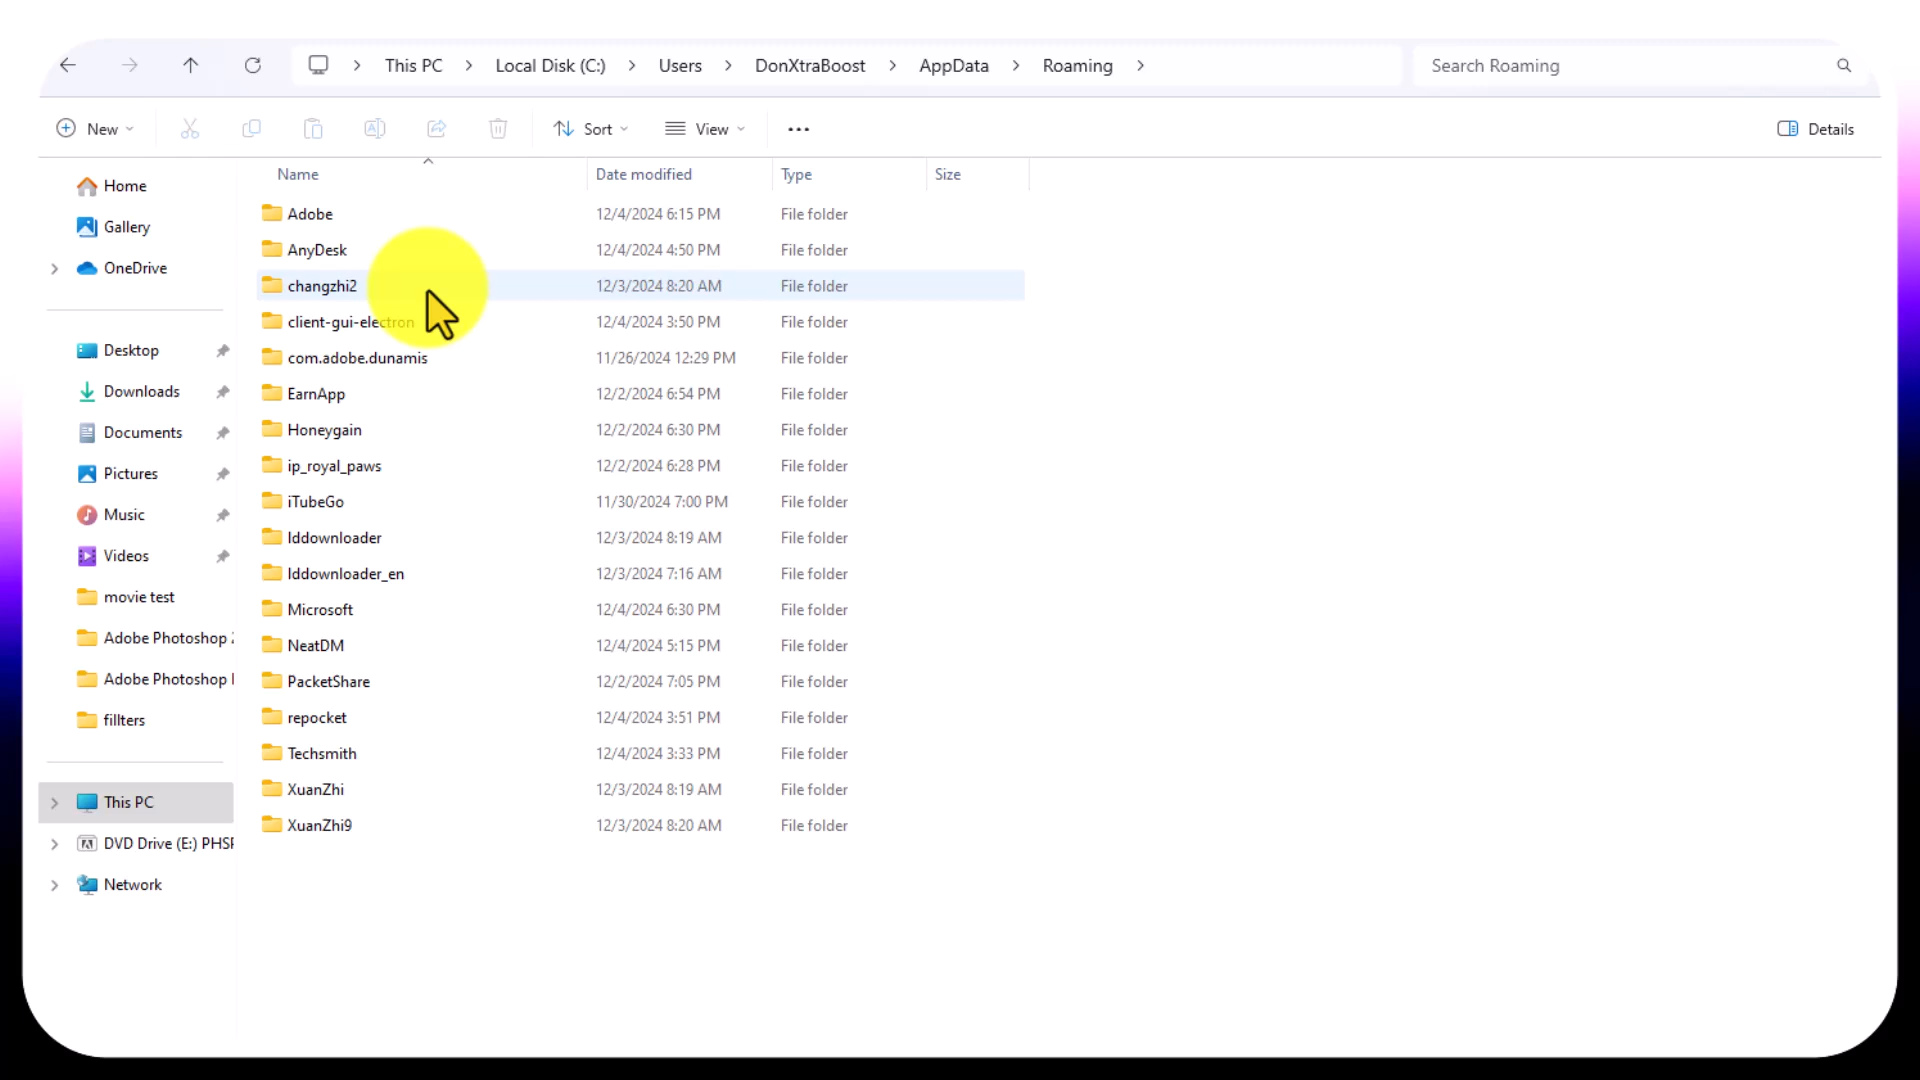 This PC > Local Disk (C:) > Users > DonXtraBoost > AppData > Roaming >
Search Roaming
New
Sort
View
Details
Name
Date modified
Type
Size
Home
Gallery
OneDrive
Desktop
Downloads
Documents
Pictures
Music
Videos
movie test
Adobe Photoshop
Adobe Photoshop
fillters
This PC
DVD Drive (E:) PHSP
Network
Adobe 12/4/2024 6:15 PM File folder
AnyDesk 12/4/2024 4:50 PM File folder
changzhi2 12/3/2024 8:20 AM File folder
client-gui-electron 12/4/2024 3:50 PM File folder
com.adobe.dunamis 11/26/2024 12:29 PM File folder
EarnApp 12/2/2024 6:54 PM File folder
Honeygain 12/2/2024 6:30 PM File folder
ip_royal_paws 12/2/2024 6:28 PM File folder
iTubeGo 11/30/2024 7:00 PM File folder
lddownloader 12/3/2024 8:19 AM File folder
lddownloader_en 12/3/2024 7:16 AM File folder
Microsoft 12/4/2024 6:30 PM File folder
NeatDM 12/4/2024 5:15 PM File folder
PacketShare 12/2/2024 7:05 PM File folder
repocket 12/4/2024 3:51 PM File folder
Techsmith 12/4/2024 3:33 PM File folder
XuanZhi 12/3/2024 8:19 AM File folder
XuanZhi9 12/3/2024 8:20 AM File folder